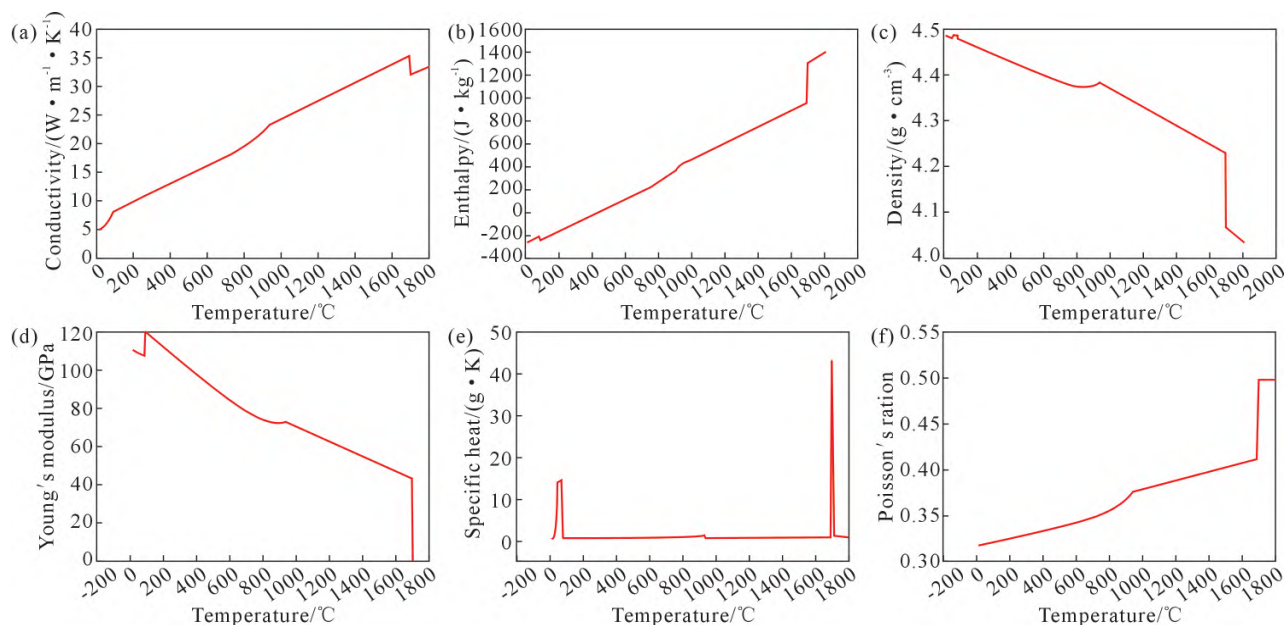 (a)
Conductivity/(W • m⁻¹ • K⁻¹)
40
35
30
25
20
15
10
5
0
0 200 400 600 800 1000 1200 1400 1600 1800
Temperature/℃
(b)
Enthalpy/(J • kg⁻¹)
1600
1400
1200
1000
800
600
400
200
0
-200
-400
0 200 400 600 800 1000 1200 1400 1600 1800 2000
Temperature/℃
(c)
Density/(g • cm⁻³)
4.5
4.4
4.3
4.2
4.1
4.0
0 200 400 600 800 1000 1200 1400 1600 1800 2000
Temperature/℃
(d)
Young's modulus/GPa
120
100
80
60
40
20
0
-200 0 200 400 600 800 1000 1200 1400 1600 1800
Temperature/℃
(e)
Specific heat/(g • K)
50
40
30
20
10
0
-200 0 200 400 600 800 1000 1200 1400 1600 1800
Temperature/℃
(f)
Poisson's ration
0.55
0.50
0.40
0.35
0.30
-200 0 200 400 600 800 1000 1200 1400 1600 1800
Temperature/℃